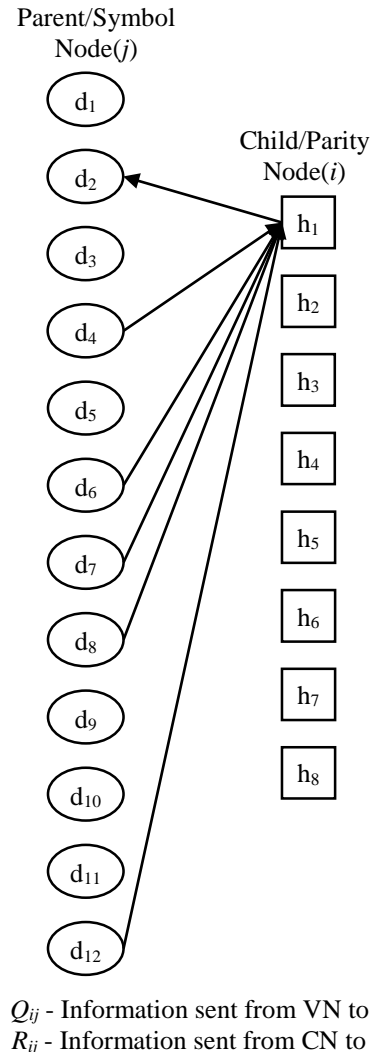 Parent/Symbol
Node(j)
d₁
d₂
d₃
d₄
d₅
d₆
d₇
d₈
d₉
d₁₀
d₁₁
d₁₂
Child/Parity
Node(i)
h₁
h₂
h₃
h₄
h₅
h₆
h₇
h₈
Qᵢⱼ - Information sent from VN to
Rᵢⱼ - Information sent from CN to